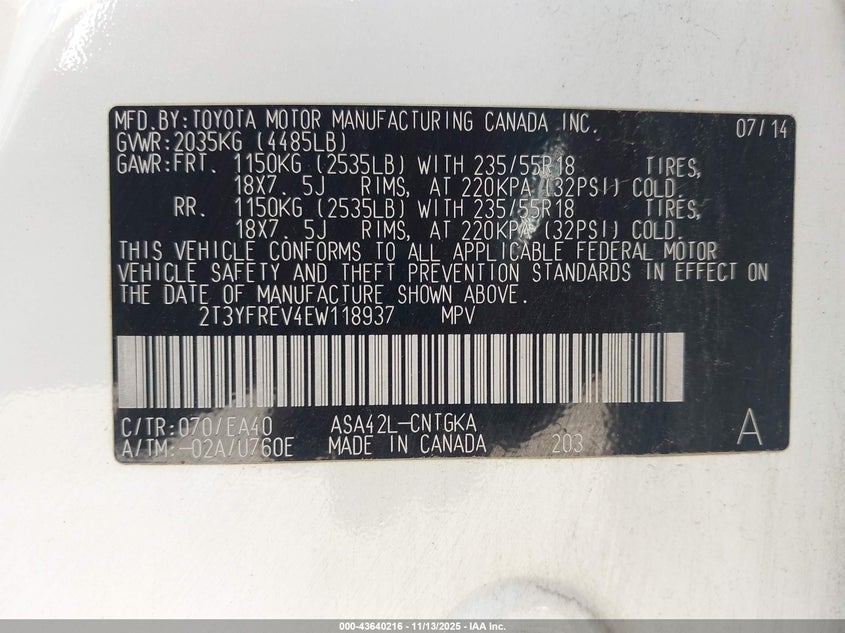 MFD.BY:TOYOTA MOTOR MANUFACTURING CANADA INC. 07/14
GVWR:2035KG (4485LB)
GAWR:FRT. 1150KG (2535LB) WITH 235/55R18 TIRES,
18X7. 5J RIMS, AT 220KPA (32PSI) COLD.
RR. 1150KG (2535LB) WITH 235/55R18 TIRES,
18X7. 5J RIMS, AT 220KPA (32PSI) COLD.
THIS VEHICLE CONFORMS TO ALL APPLICABLE FEDERAL MOTOR
VEHICLE SAFETY AND THEFT PREVENTION STANDARDS IN EFFECT ON
THE DATE OF MANUFACTURE SHOWN ABOVE.
2T3YFREV4EW118937 MPV
C/TR:070/EA40 ASA42L-CNTGKA
A/TM:-02A/U760E MADE IN CANADA 203 A
000-43640216 - 11/13/2025 - IAA Inc.